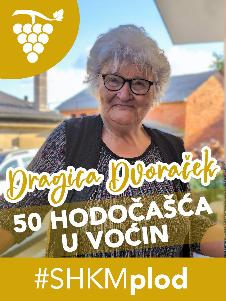 Dragica Dvoraček
50 HODOČAŠĆA
U VOĆIN
#SHKMplod